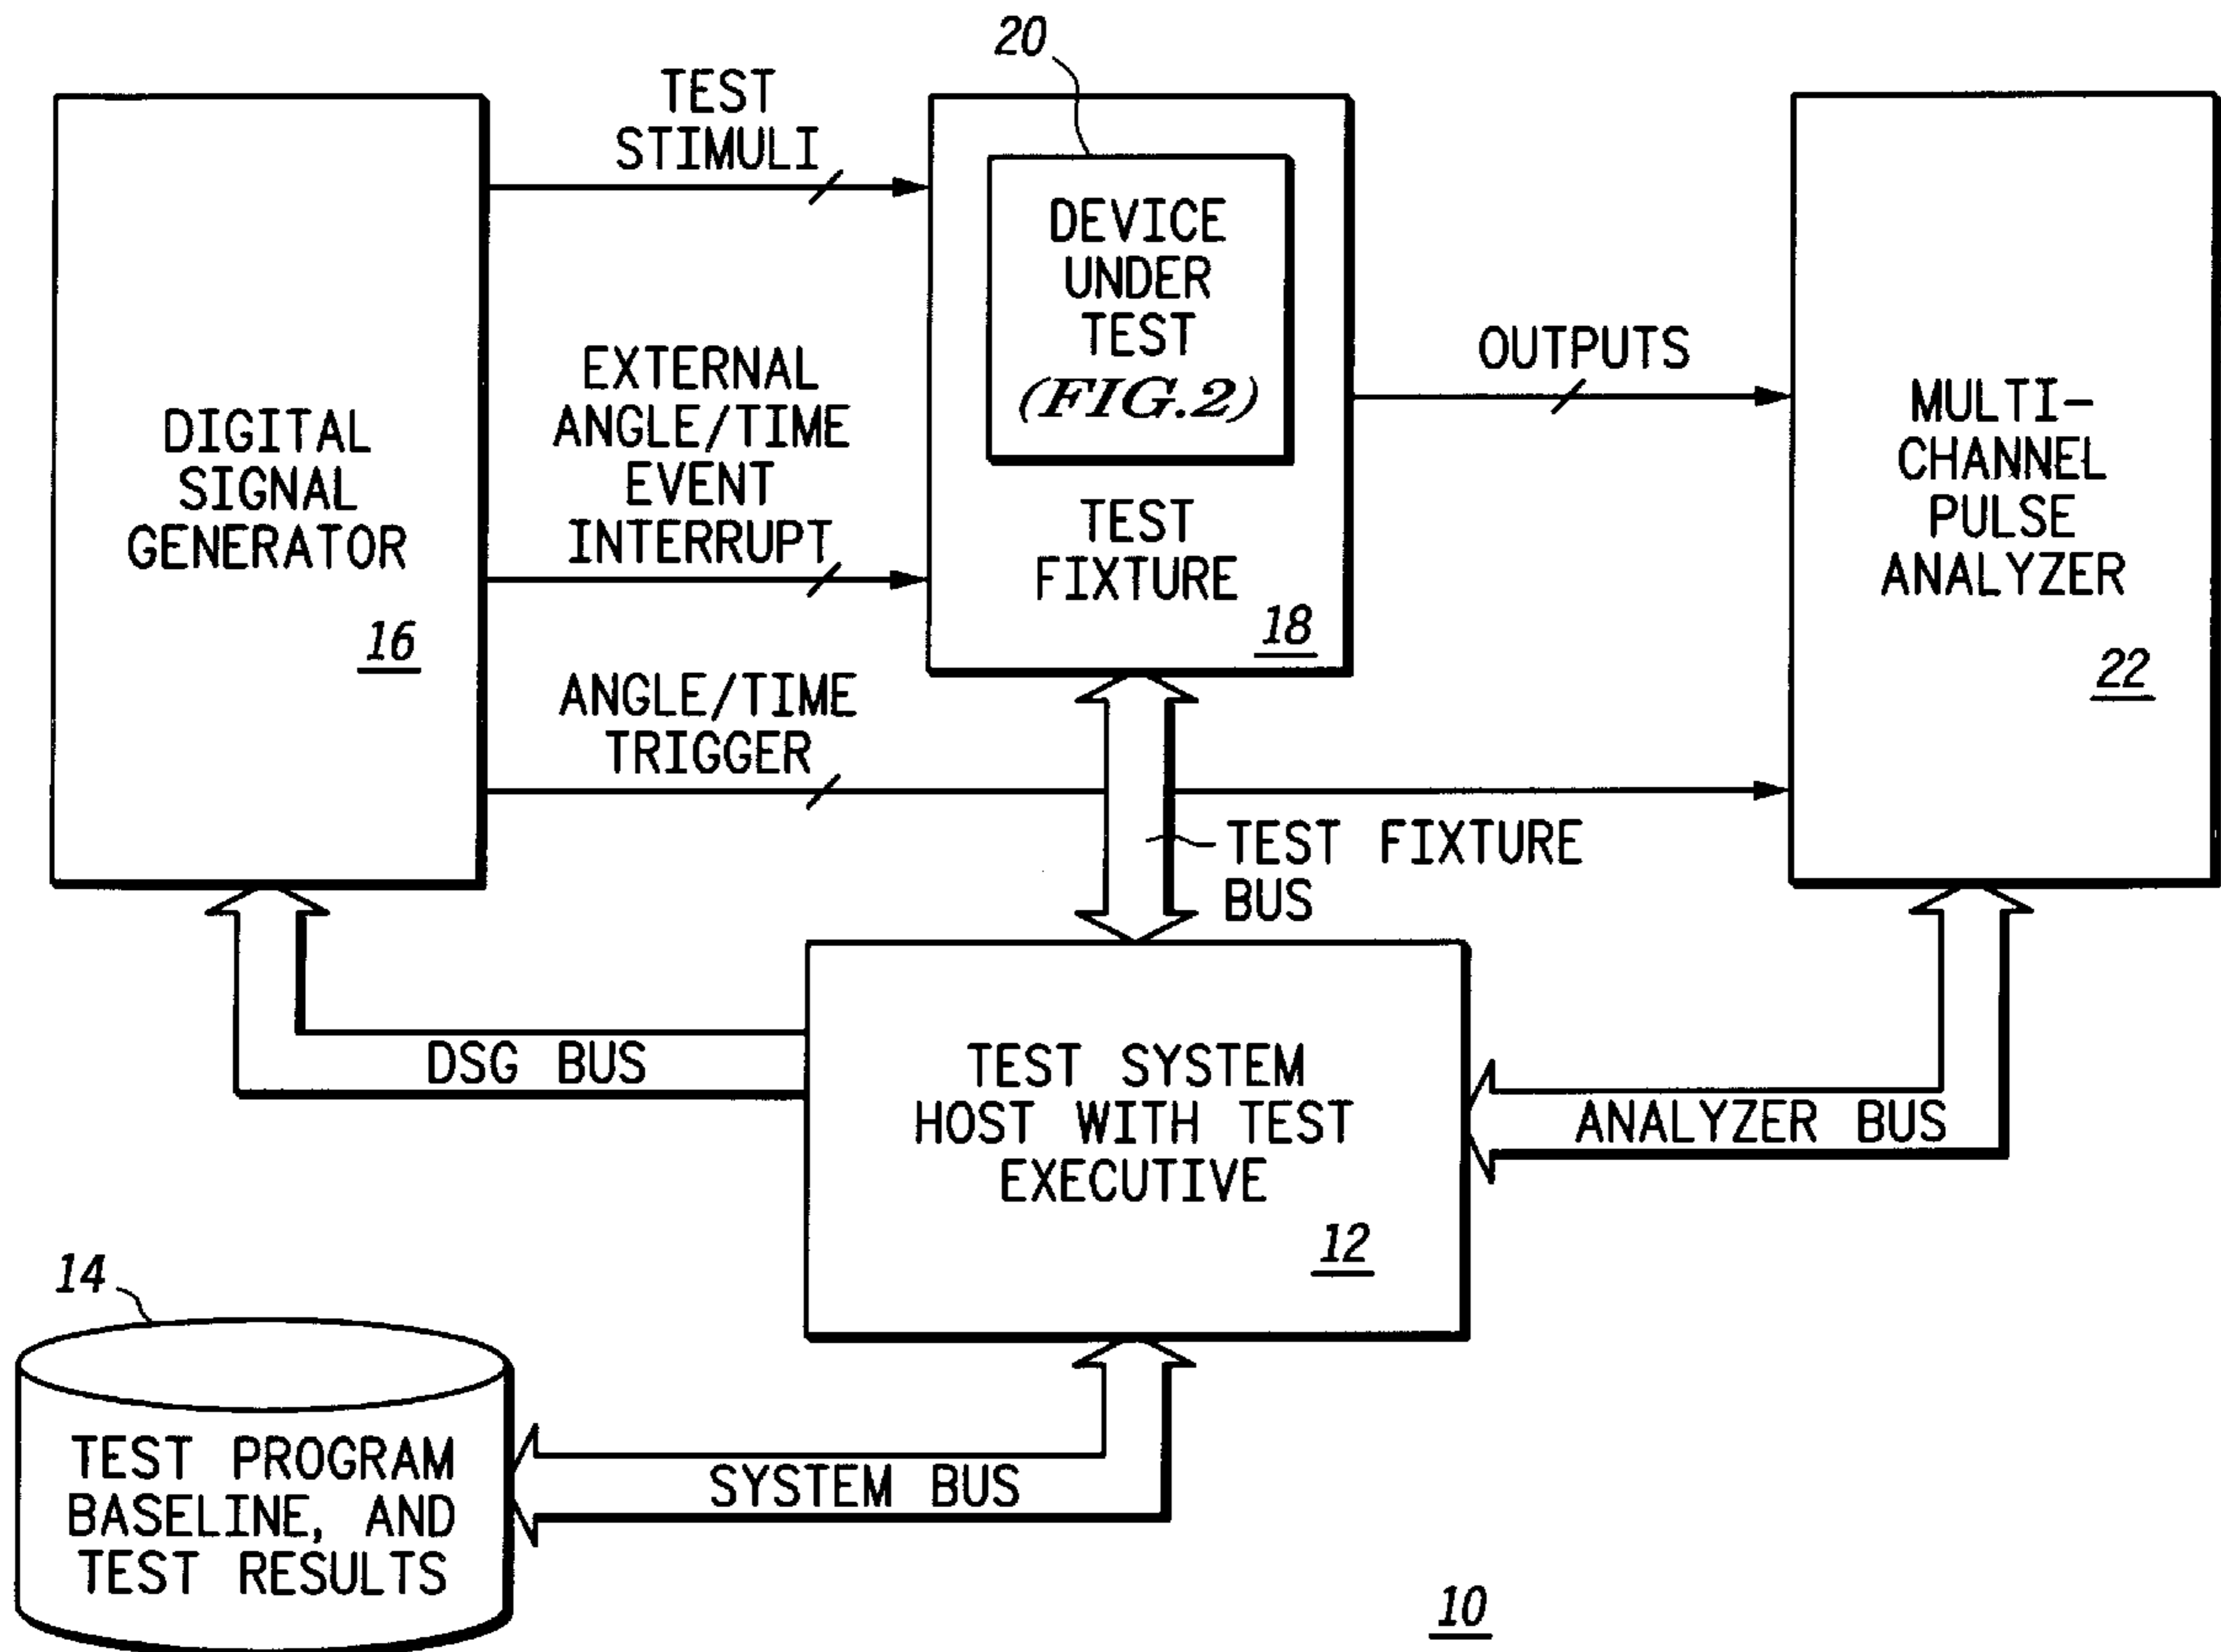 20
TEST
STIMULI
DEVICE
UNDER
TEST
(FIG.2)
EXTERNAL
ANGLE/TIME
EVENT
INTERRUPT
OUTPUTS
DIGITAL
SIGNAL
GENERATOR
16
TEST
FIXTURE
18
MULTI-
CHANNEL
PULSE
ANALYZER
22
ANGLE/TIME
TRIGGER
TEST FIXTURE
BUS
DSG BUS
TEST SYSTEM
HOST WITH TEST
EXECUTIVE
12
ANALYZER BUS
14
TEST PROGRAM
BASELINE, AND
TEST RESULTS
SYSTEM BUS
10